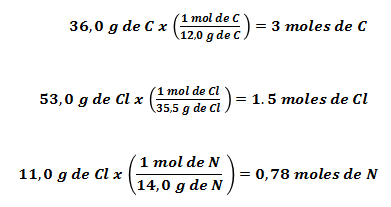 36,0 g de C x (1 mol de C / 12,0 g de C) = 3 moles de C
53,0 g de Cl x (1 mol de Cl / 35,5 g de Cl) = 1.5 moles de Cl
11,0 g de Cl x (1 mol de N / 14,0 g de N) = 0,78 moles de N